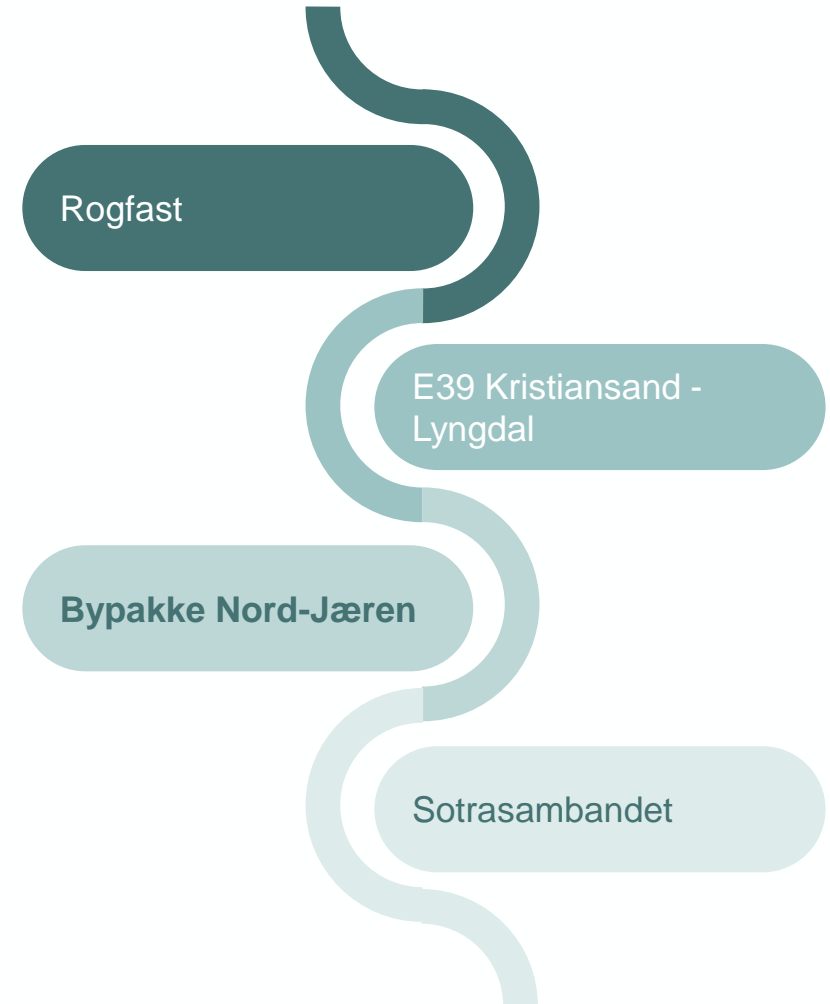 Rogfast
E39 Kristiansand -
Lyngdal
Bypakke Nord-Jæren
Sotrasambandet